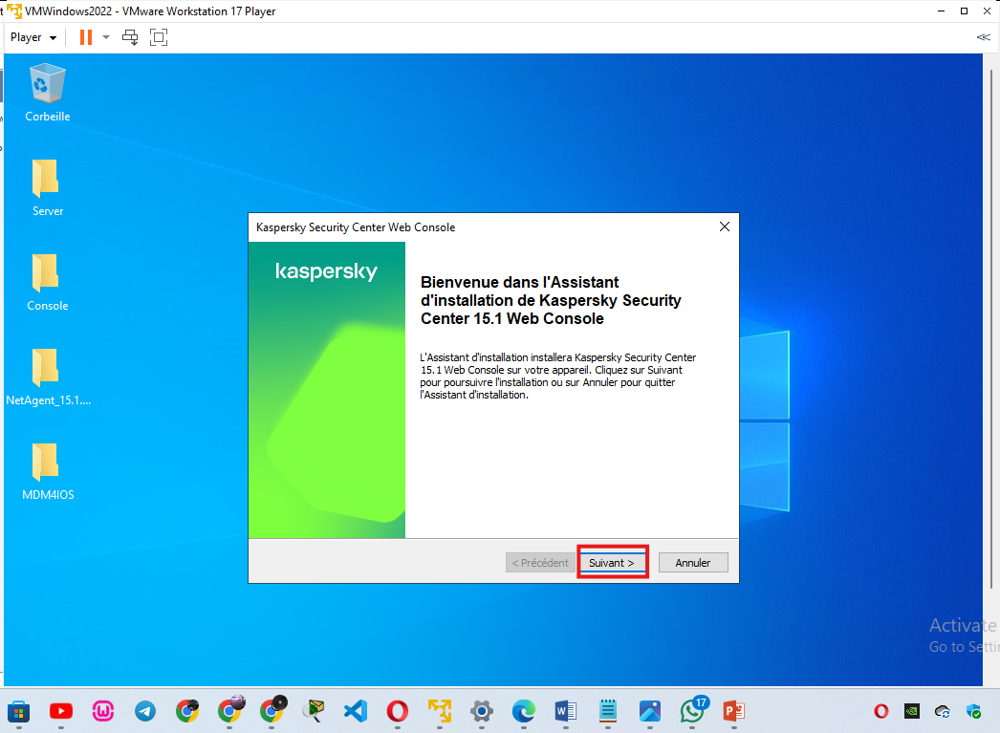 VMWindows2022 - VMware Workstation 17 Player
Player
Corbeille
Server
Console
NetAgent_15.1....
MDM4IOS
Kaspersky Security Center Web Console
kaspersky
Bienvenue dans l'Assistant
d'installation de Kaspersky Security
Center 15.1 Web Console
L'Assistant d'installation installera Kaspersky Security Center
15.1 Web Console sur votre appareil. Cliquez sur Suivant
pour poursuivre l'installation ou sur Annuler pour quitter
l'Assistant d'installation.
< Précédent
Suivant >
Annuler
Activate
Go to Setti
17